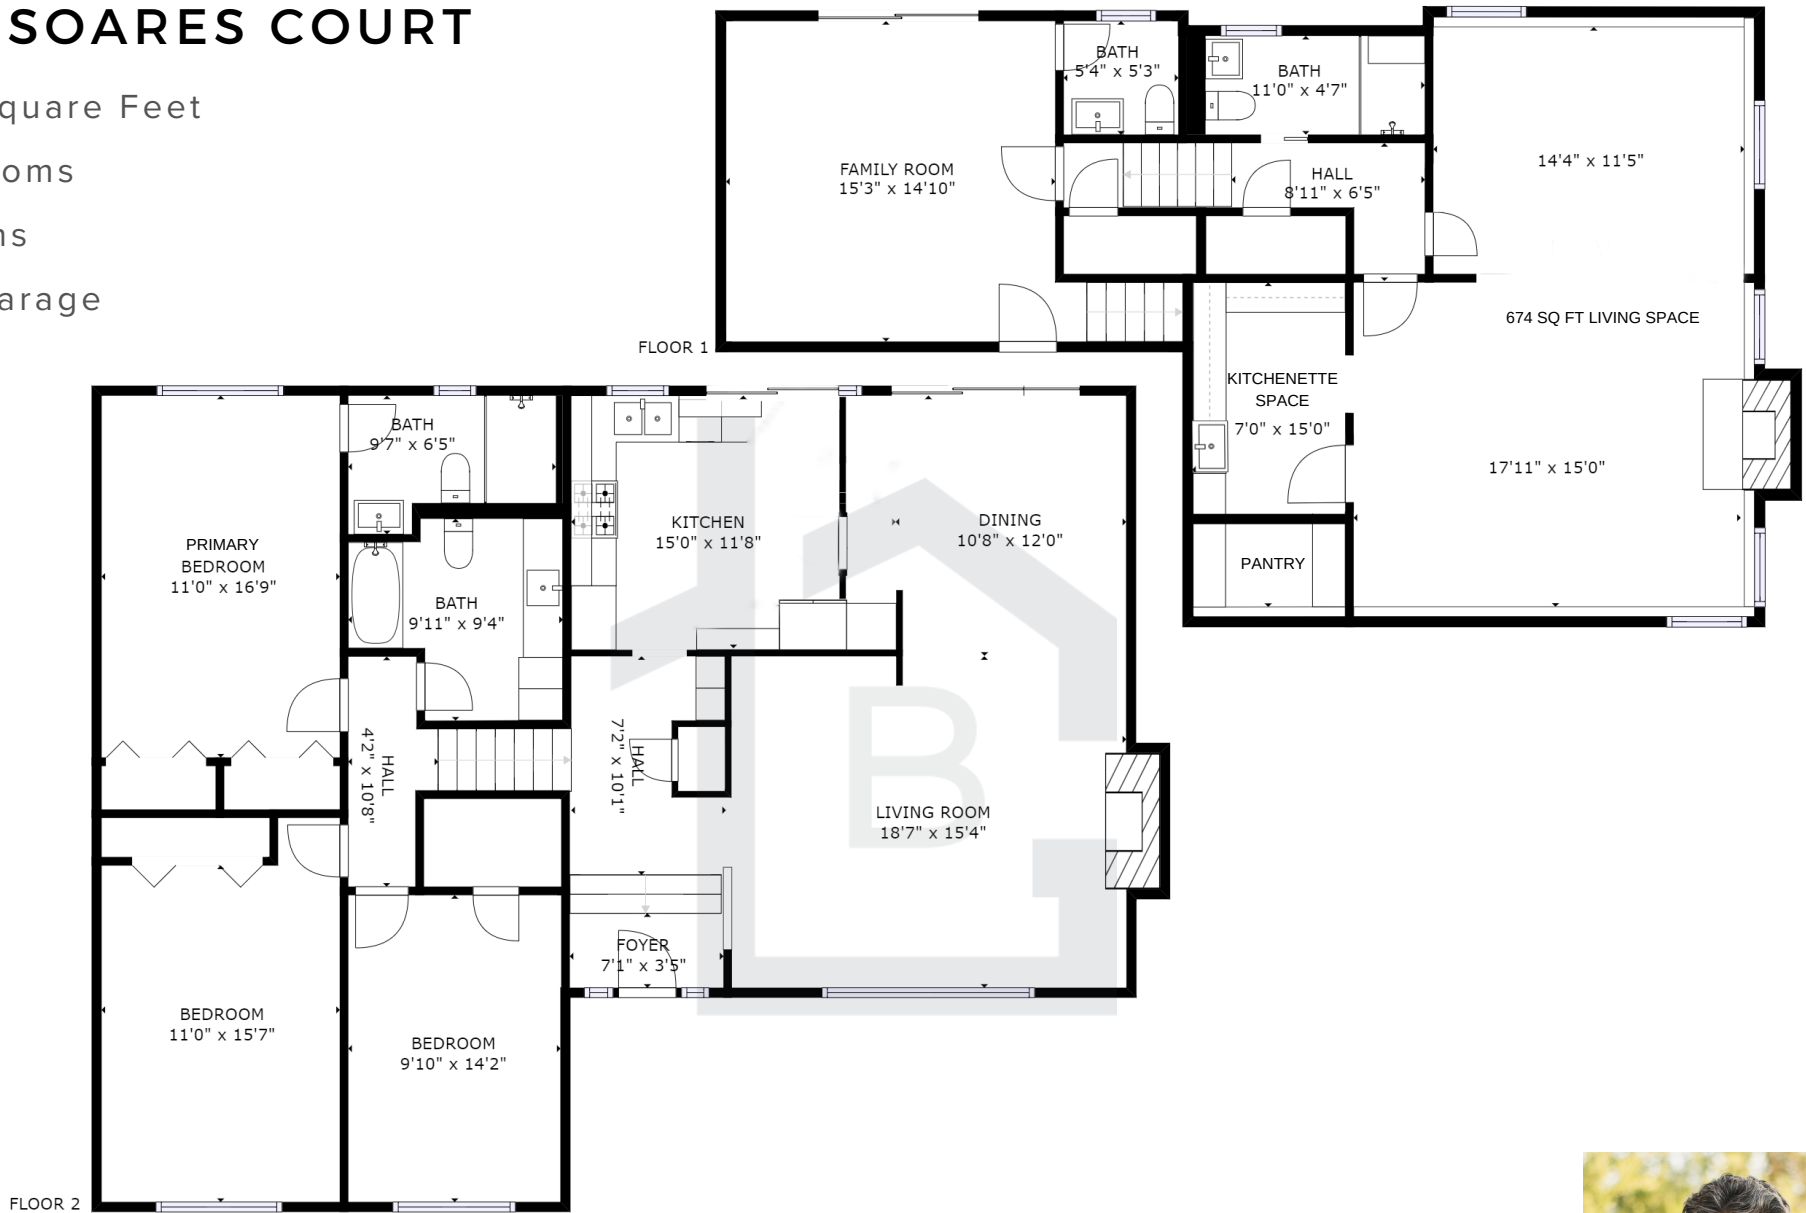 SOARES COURT
quare Feet
ooms
ns
arage
BATH
5'4" x 5'3"
BATH
11'0" x 4'7"
FAMILY ROOM
15'3" x 14'10"
HALL
8'11" x 6'5"
14'4" x 11'5"
674 SQ FT LIVING SPACE
FLOOR 1
KITCHENETTE
SPACE
7'0" x 15'0"
17'11" x 15'0"
PANTRY
BATH
9'7" x 6'5"
KITCHEN
15'0" x 11'8"
DINING
10'8" x 12'0"
PRIMARY
BEDROOM
11'0" x 16'9"
BATH
9'11" x 9'4"
HALL
4'2" x 10'8"
HALL
7'2" x 10'1"
B
LIVING ROOM
18'7" x 15'4"
FOYER
7'1" x 3'5"
BEDROOM
11'0" x 15'7"
BEDROOM
9'10" x 14'2"
FLOOR 2